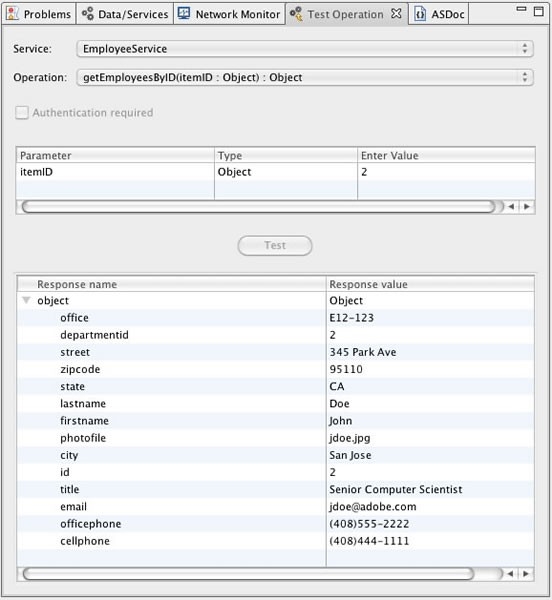 Problems Data/Services Network Monitor Test Operation ASDoc
Service: EmployeeService
Operation: getEmployeesByID(itemID : Object) : Object
Authentication required
Parameter Type Enter Value
itemID Object 2
Test
Response name Response value
object Object
office E12-123
departmentid 2
street 345 Park Ave
zipcode 95110
state CA
lastname Doe
firstname John
photofile jdoe.jpg
city San Jose
id 2
title Senior Computer Scientist
email jdoe@adobe.com
officephone (408)555-2222
cellphone (408)444-1111